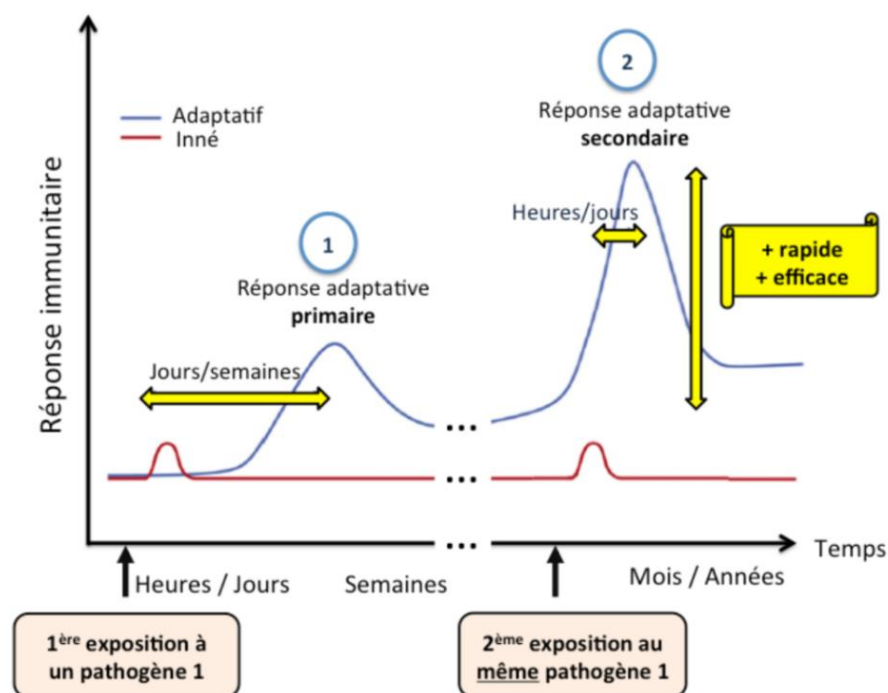 2
Réponse adaptative
secondaire
Adaptatif
Inné
Heures/jours
+ rapide
+ efficace
1
Réponse adaptative
primaire
Jours/semaines
Réponse immunitaire
...
...
...
Temps
Heures / Jours
Semaines
Mois / Années
1ère exposition à
un pathogène 1
2ème exposition au
même pathogène 1